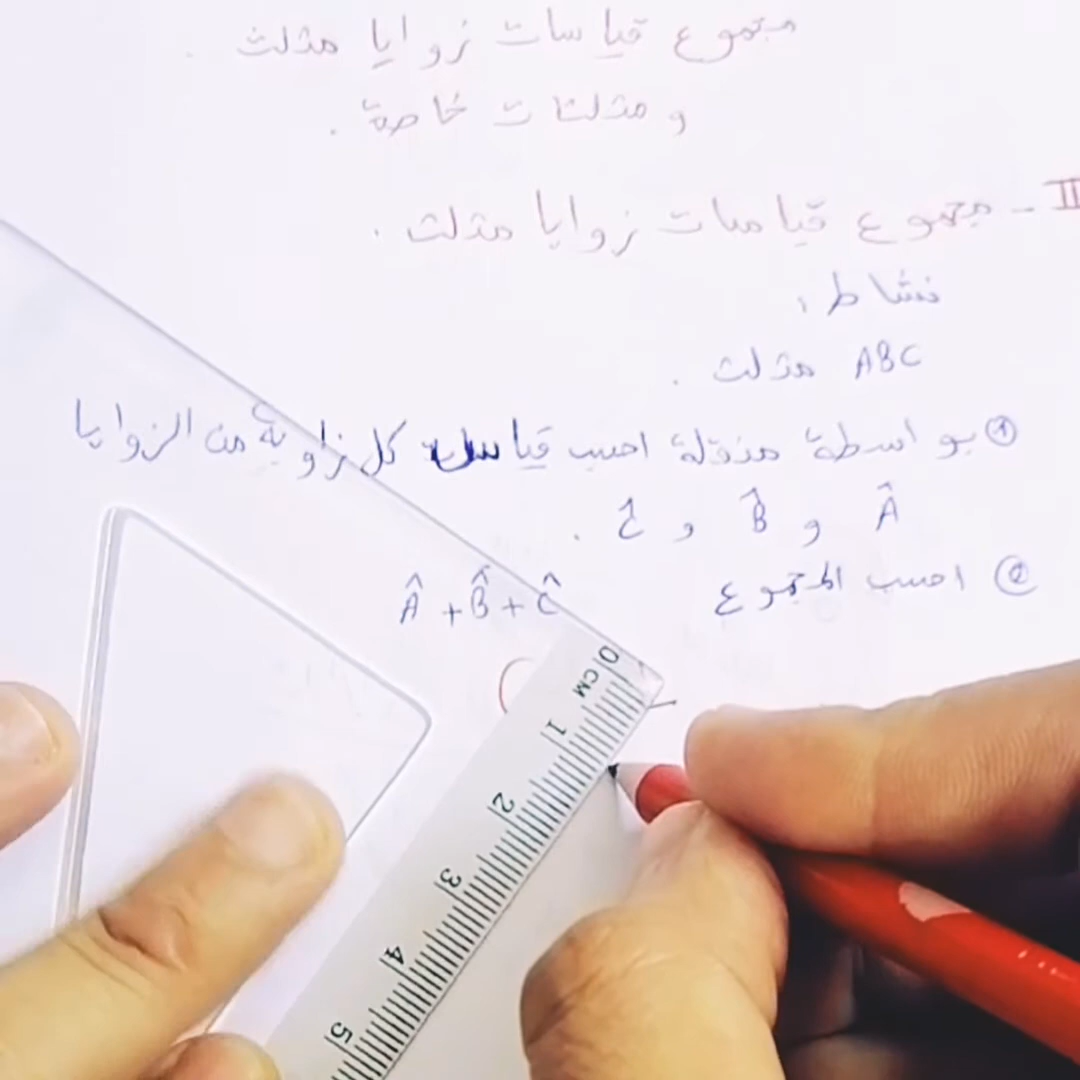 مجموع قياسات زوايا مثلث .
و مثلثات خاصة .
II - مجموع قياسات زوايا مثلث .
نشاط :
ABC مثلث .
① بواسطة منقلة احسب قياس كل زاوية من الزوايا
Â و B̂ و Ĉ .
② احسب المجموع Â + B̂ + Ĉ
0 CM
1
2
3
4
5